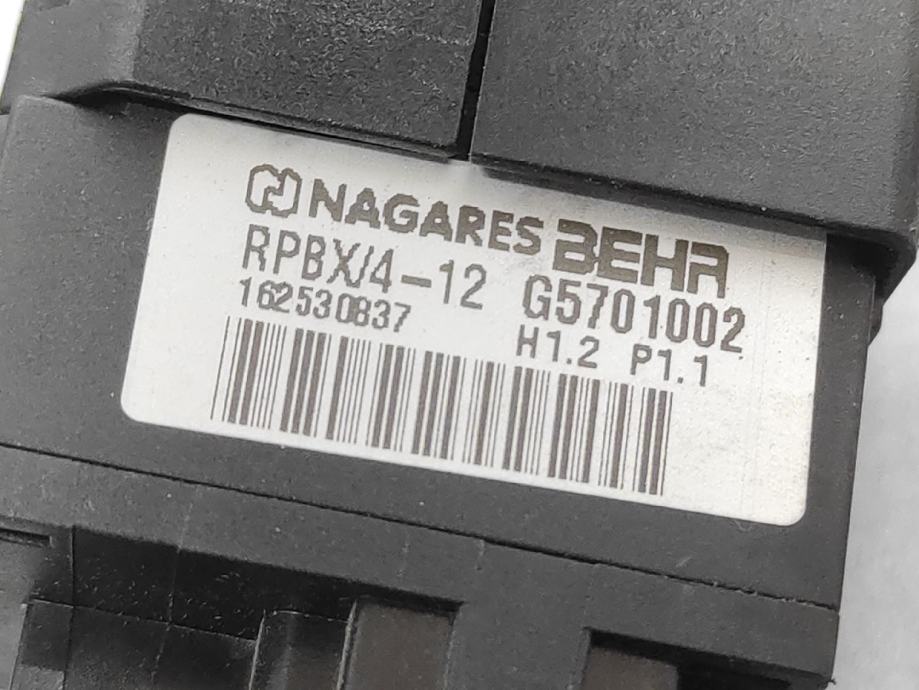 NAGARES BEHR
RPBX/4-12 G5701002
162530837 H1.2 P1.1